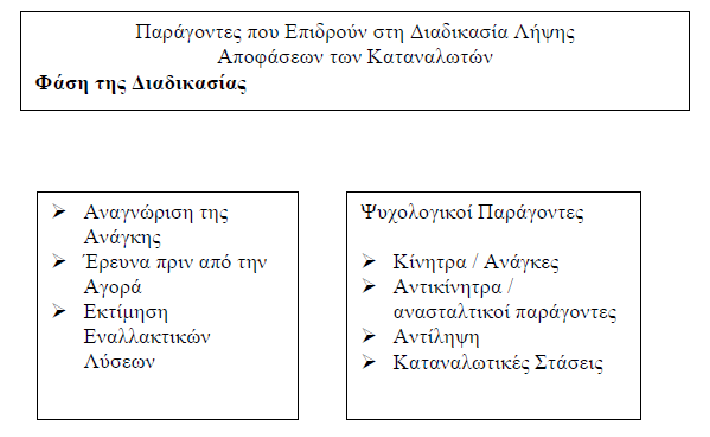 Παράγοντες που Επιδρούν στη Διαδικασία Λήψης
Αποφάσεων των Καταναλωτών
Φάση της Διαδικασίας
➢ Αναγνώριση της
Ανάγκης
➢ Έρευνα πριν από την
Αγορά
➢ Εκτίμηση
Εναλλακτικών
Λύσεων
Ψυχολογικοί Παράγοντες
➢ Κίνητρα / Ανάγκες
➢ Αντικίνητρα /
ανασταλτικοί παράγοντες
➢ Αντίληψη
➢ Καταναλωτικές Στάσεις